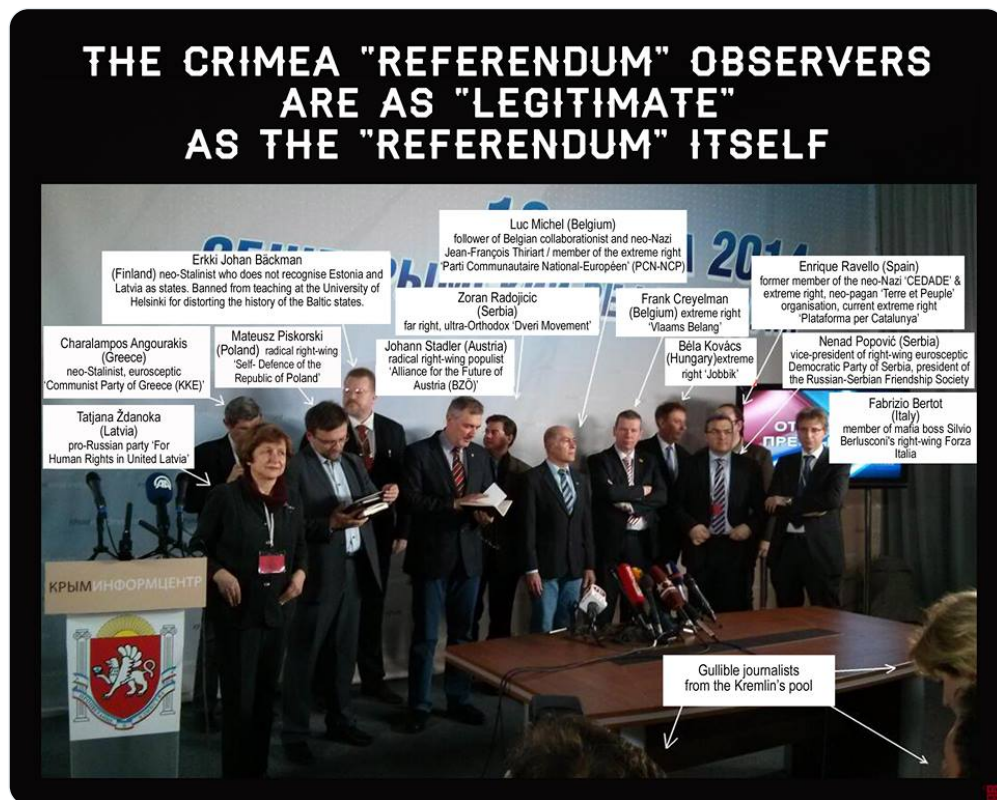 THE CRIMEA "REFERENDUM" OBSERVERS
ARE AS "LEGITIMATE"
AS THE "REFERENDUM" ITSELF
Luc Michel (Belgium)
follower of Belgian collaborationist and neo-Nazi
Jean-François Thiriart / member of the extreme right
'Parti Communautaire National-Européen' (PCN-NCP)
2014
Erkki Johan Bäckman
(Finland) neo-Stalinist who does not recognise Estonia and
Latvia as states. Banned from teaching at the University of
Helsinki for distorting the history of the Baltic states.
Enrique Ravello (Spain)
former member of the neo-Nazi 'CEDADE' &
extreme right, neo-pagan 'Terre et Peuple'
organisation, current extreme right
'Plataforma per Catalunya'
Zoran Radojicic
(Serbia)
far right, ultra-Orthodox 'Dveri Movement'
Frank Creyelman
(Belgium) extreme right
'Vlaams Belang'
Charalampos Angourakis
(Greece)
neo-Stalinist, eurosceptic
'Communist Party of Greece (KKE)'
Mateusz Piskorski
(Poland) radical right-wing
'Self- Defence of the
Republic of Poland'
Johann Stadler (Austria)
radical right-wing populist
'Alliance for the Future of
Austria (BZÖ)'
Béla Kovács
(Hungary)extreme
right 'Jobbik'
Nenad Popović (Serbia)
vice-president of right-wing eurosceptic
Democratic Party of Serbia, president of
the Russian-Serbian Friendship Society
Tatjana Ždanoka
(Latvia)
pro-Russian party 'For
Human Rights in United Latvia'
Fabrizio Bertot
(Italy)
member of mafia boss Silvio
Berlusconi's right-wing Forza
Italia
КРЫМИНФОРМЦЕНТР
Gullible journalists
from the Kremlin's pool